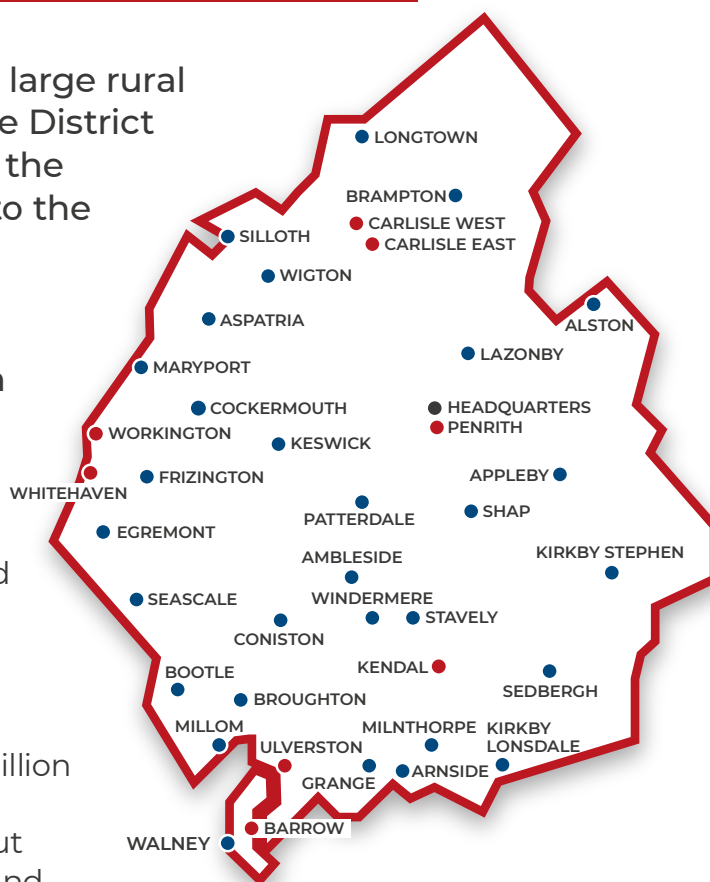 large rural
e District
the
to the
LONGTOWN
BRAMPTON
CARLISLE WEST
CARLISLE EAST
SILLOTH
WIGTON
ALSTON
ASPATRIA
LAZONBY
MARYPORT
COCKERMOUTH
HEADQUARTERS
PENRITH
WORKINGTON
KESWICK
FRIZINGTON
APPLEBY
WHITEHAVEN
PATTERDALE
SHAP
EGREMONT
KIRKBY STEPHEN
AMBLESIDE
d
SEASCALE
WINDERMERE
STAVELY
CONISTON
KENDAL
BOOTLE
SEDBERGH
BROUGHTON
MILLOM
MILNTHORPE
KIRKBY
LONSDALE
ULVERSTON
illion
GRANGE
ARNSIDE
BARROW
WALNEY
ut
nd